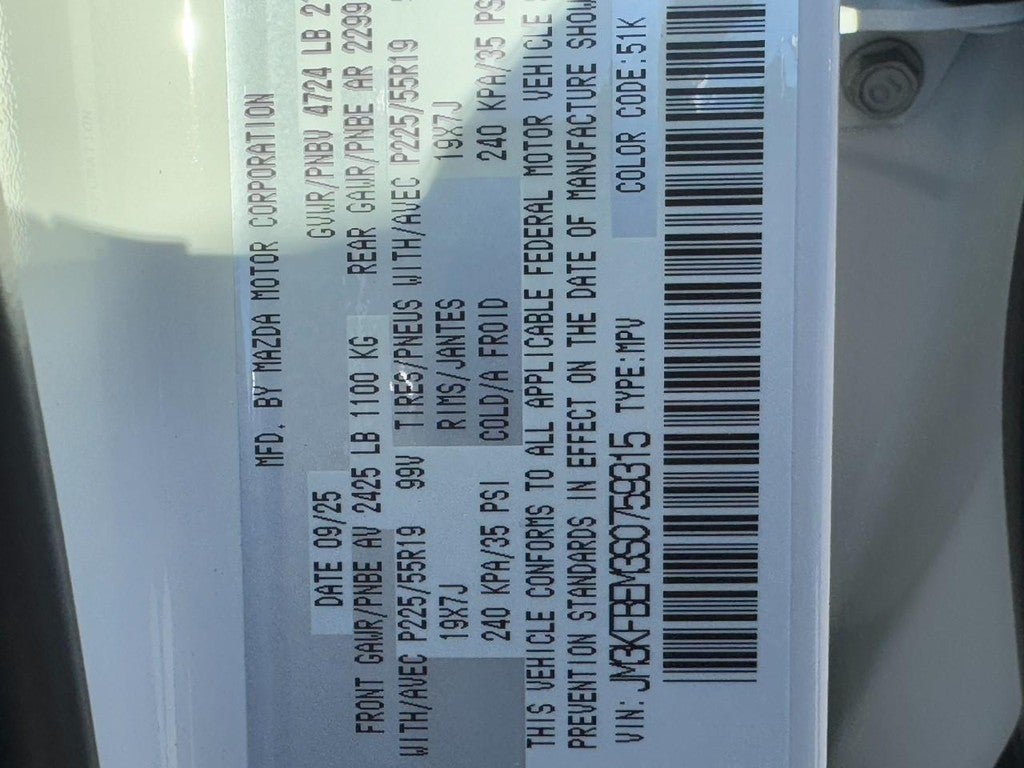 MFD. BY MAZDA MOTOR CORPORATION
DATE 09/25 GVWR/PNBV 4724 LB 2
FRONT GAWR/PNBE AV 2425 LB 1100 KG REAR GAWR/PNBE AR 2299
WITH/AVEC P225/55R19 99V TIRES/PNEUS WITH/AVEC P225/55R19
19X7J RIMS/JANTES 19X7J
240 KPA/35 PSI COLD/A FROID 240 KPA/35 PS
THIS VEHICLE CONFORMS TO ALL APPLICABLE FEDERAL MOTOR VEHICLE
PREVENTION STANDARDS IN EFFECT ON THE DATE OF MANUFACTURE SHOW
VIN: JM3KFBEM3S0759315 TYPE:MPV COLOR CODE:51K